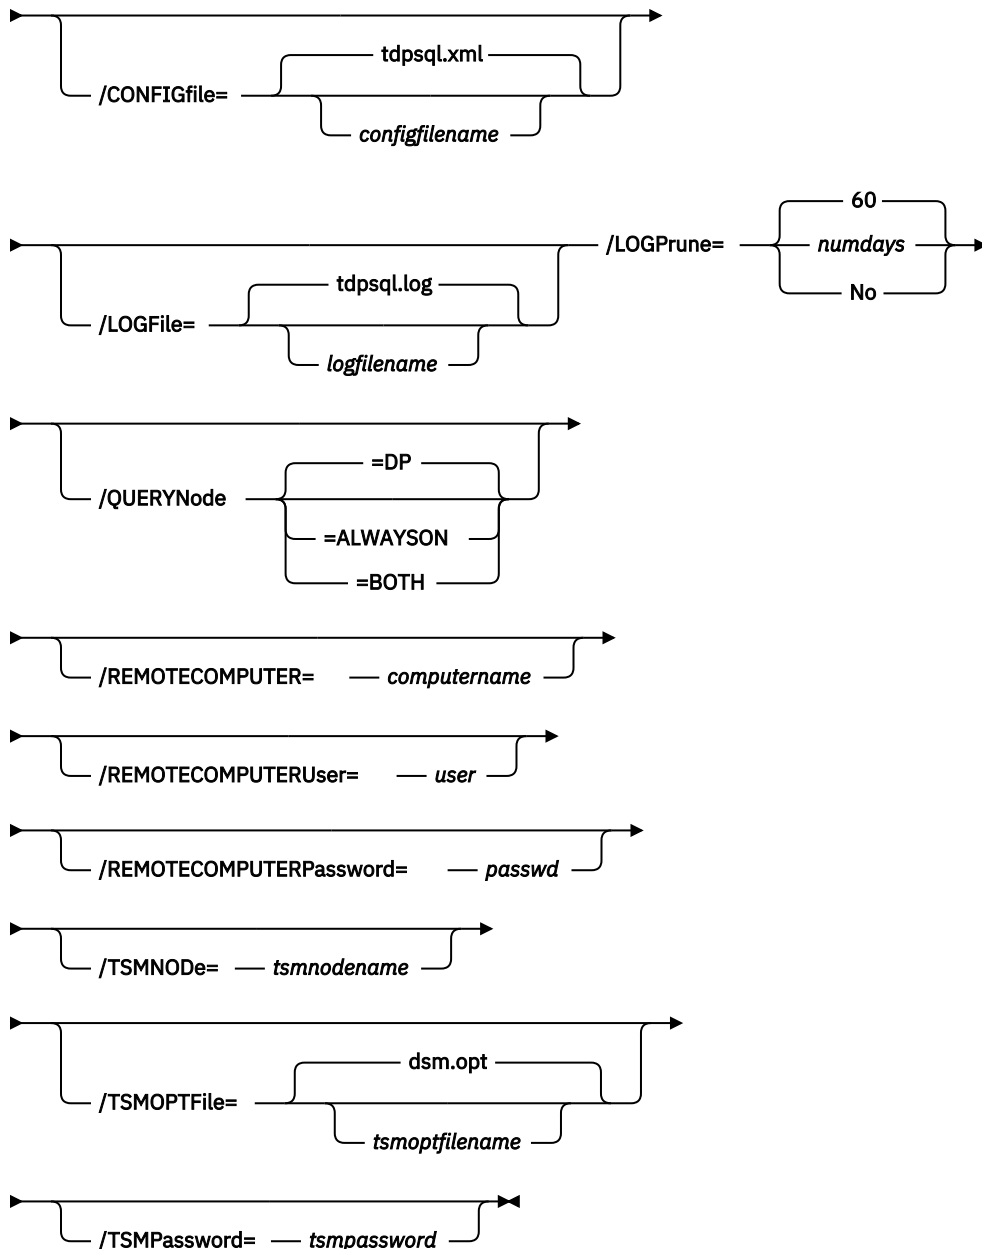 tdpsql.xml
/CONFIGfile=
configfilename
60
/LOGPrune= numdays
tdpsql.log
No
/LOGFile=
logfilename
=DP
/QUERYNode
=ALWAYSON
=BOTH
/REMOTECOMPUTER= computername
/REMOTECOMPUTERUser= user
/REMOTECOMPUTERPassword= passwd
/TSMNODe= tsmnodename
dsm.opt
/TSMOPTFile=
tsmoptfilename
/TSMPassword= tsmpassword